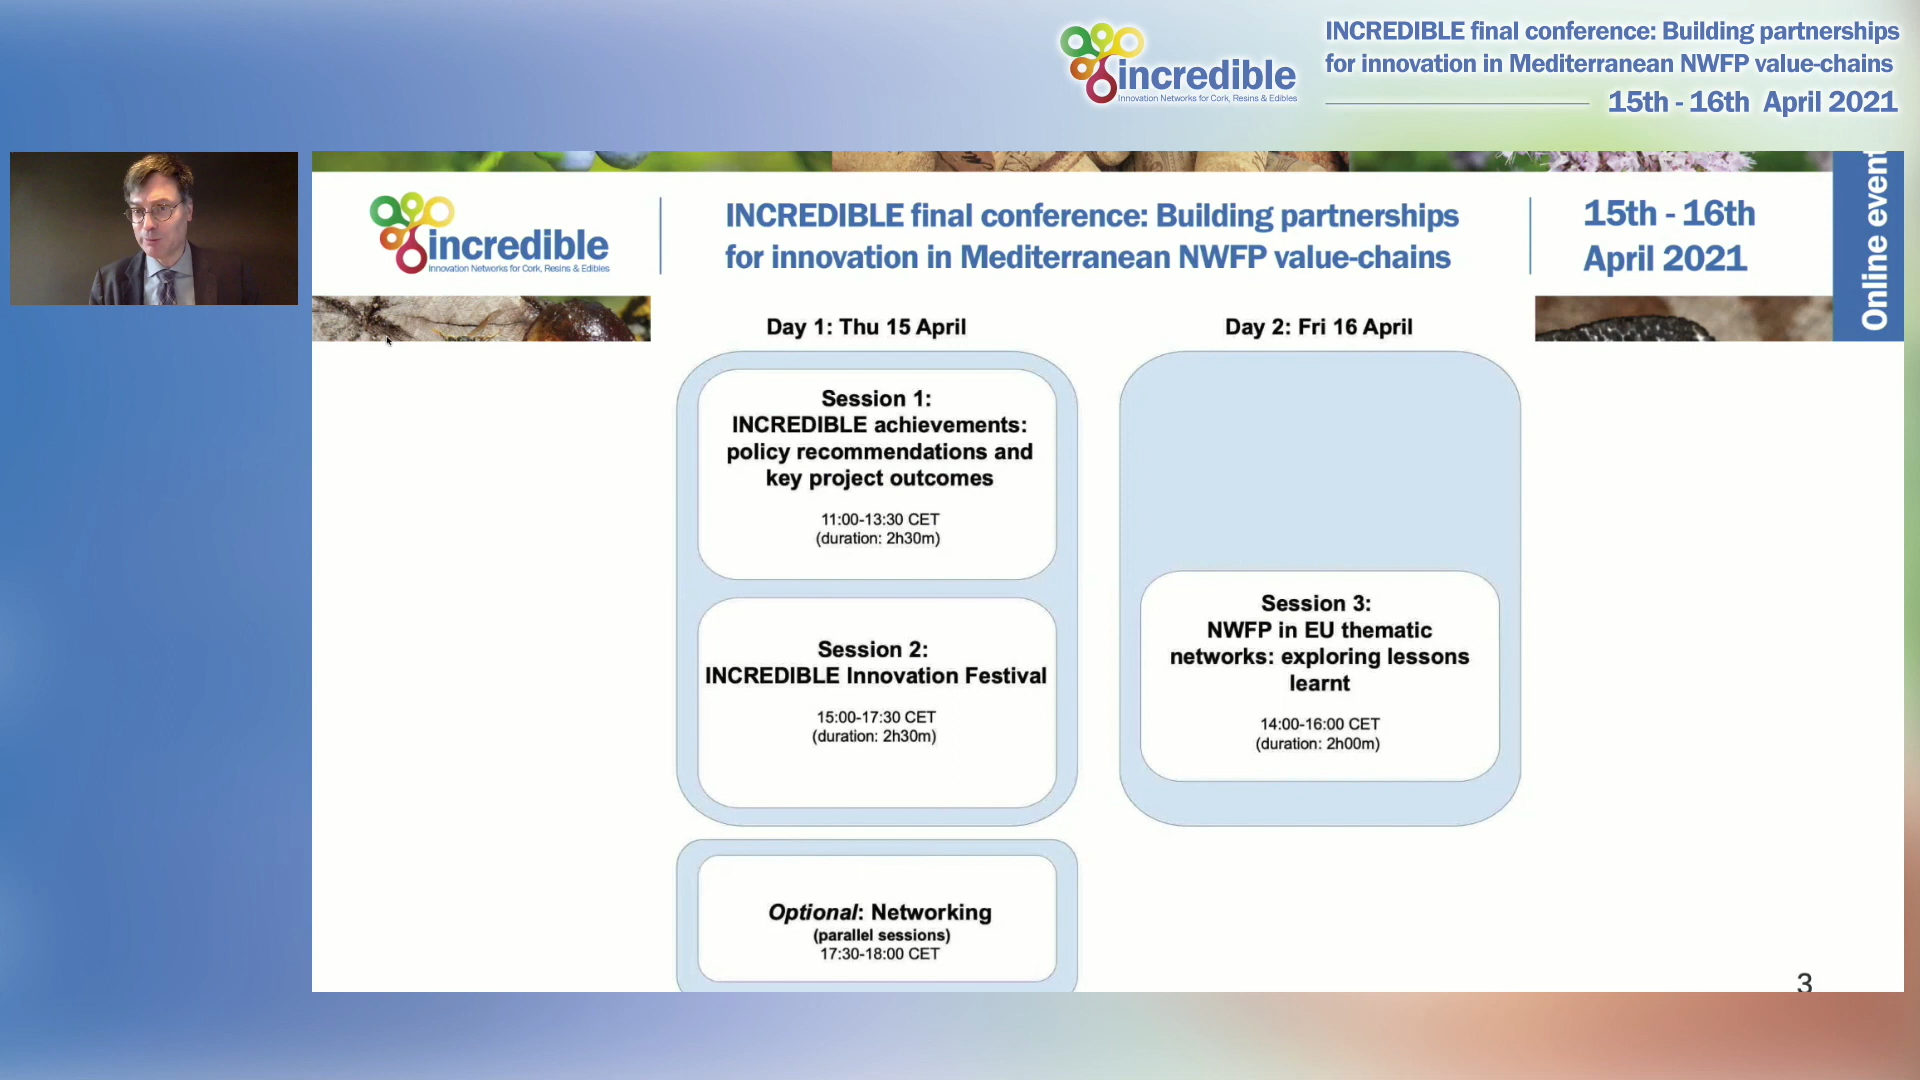 incredible
Innovation Networks for Cork, Resins & Edibles
INCREDIBLE final conference: Building partnerships
for innovation in Mediterranean NWFP value-chains
15th - 16th April 2021
incredible
Innovation Networks for Cork, Resins & Edibles
INCREDIBLE final conference: Building partnerships
for innovation in Mediterranean NWFP value-chains
15th - 16th
April 2021
Online event
Day 1: Thu 15 April
Session 1:
INCREDIBLE achievements:
policy recommendations and
key project outcomes
11:00-13:30 CET
(duration: 2h30m)
Session 2:
INCREDIBLE Innovation Festival
15:00-17:30 CET
(duration: 2h30m)
Optional: Networking
(parallel sessions)
17:30-18:00 CET
Day 2: Fri 16 April
Session 3:
NWFP in EU thematic
networks: exploring lessons
learnt
14:00-16:00 CET
(duration: 2h00m)
3